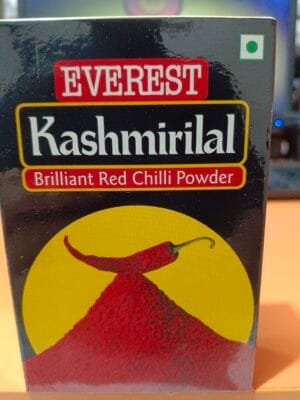 EVEREST
Kashmirilal
Brilliant Red Chilli Powder